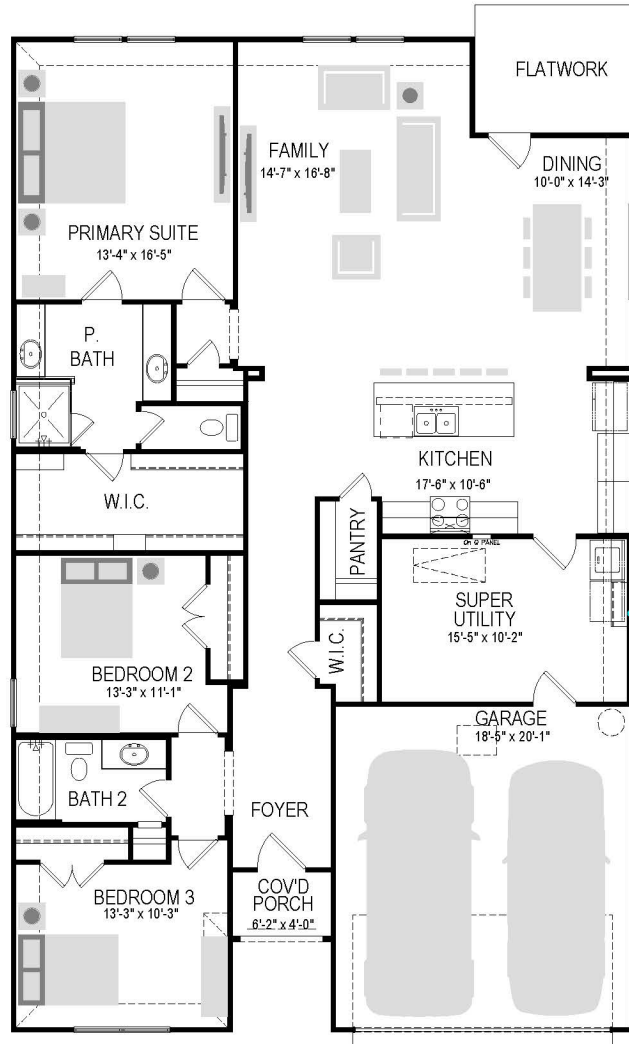 FLATWORK
FAMILY
14'-7" x 16'-8"
DINING
10'-0" x 14'-3"
PRIMARY SUITE
13'-4" x 16'-5"
P.
BATH
KITCHEN
17'-6" x 10'-6"
W.I.C.
PANTRY
On Q PANEL
SUPER
UTILITY
15'-5" x 10'-2"
W.I.C.
BEDROOM 2
13'-3" x 11'-1"
GARAGE
18'-5" x 20'-1"
BATH 2
FOYER
BEDROOM 3
13'-3" x 10'-3"
COV'D
PORCH
6'-2" x 4'-0"